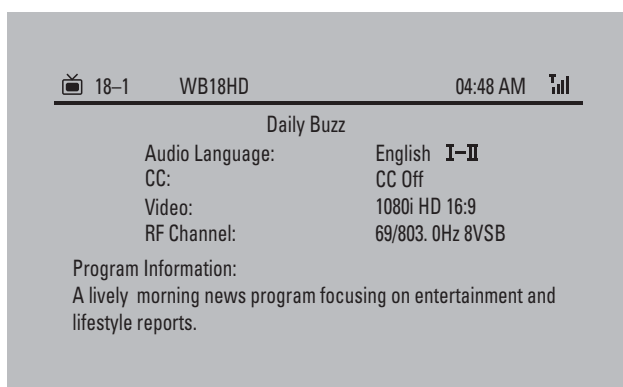 18–1 WB18HD 04:48 AM
Daily Buzz
Audio Language: English I–II
CC: CC Off
Video: 1080i HD 16:9
RF Channel: 69/803. 0Hz 8VSB
Program Information:
A lively morning news program focusing on entertainment and
lifestyle reports.